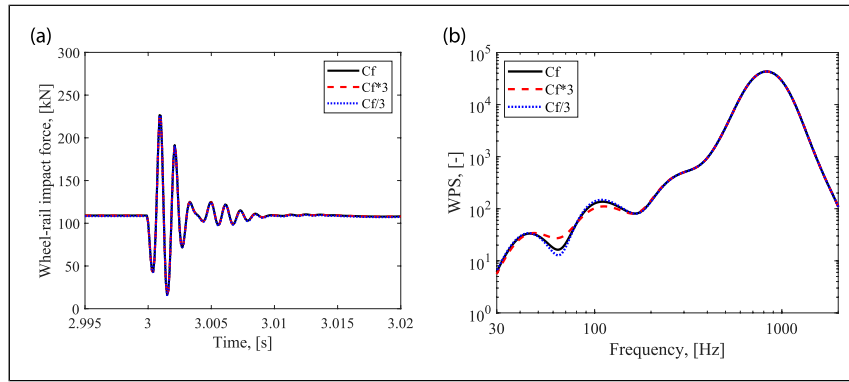 (a)
300
250
200
150
100
50
0
Wheel-rail impact force, [kN]
2.995
3
3.005
3.01
3.015
3.02
Time, [s]
Cf
Cf*3
Cf/3
(b)
10^5
10^4
10^3
10^2
10^1
10^0
WPS, [-]
30
100
1000
Frequency, [Hz]
Cf
Cf*3
Cf/3